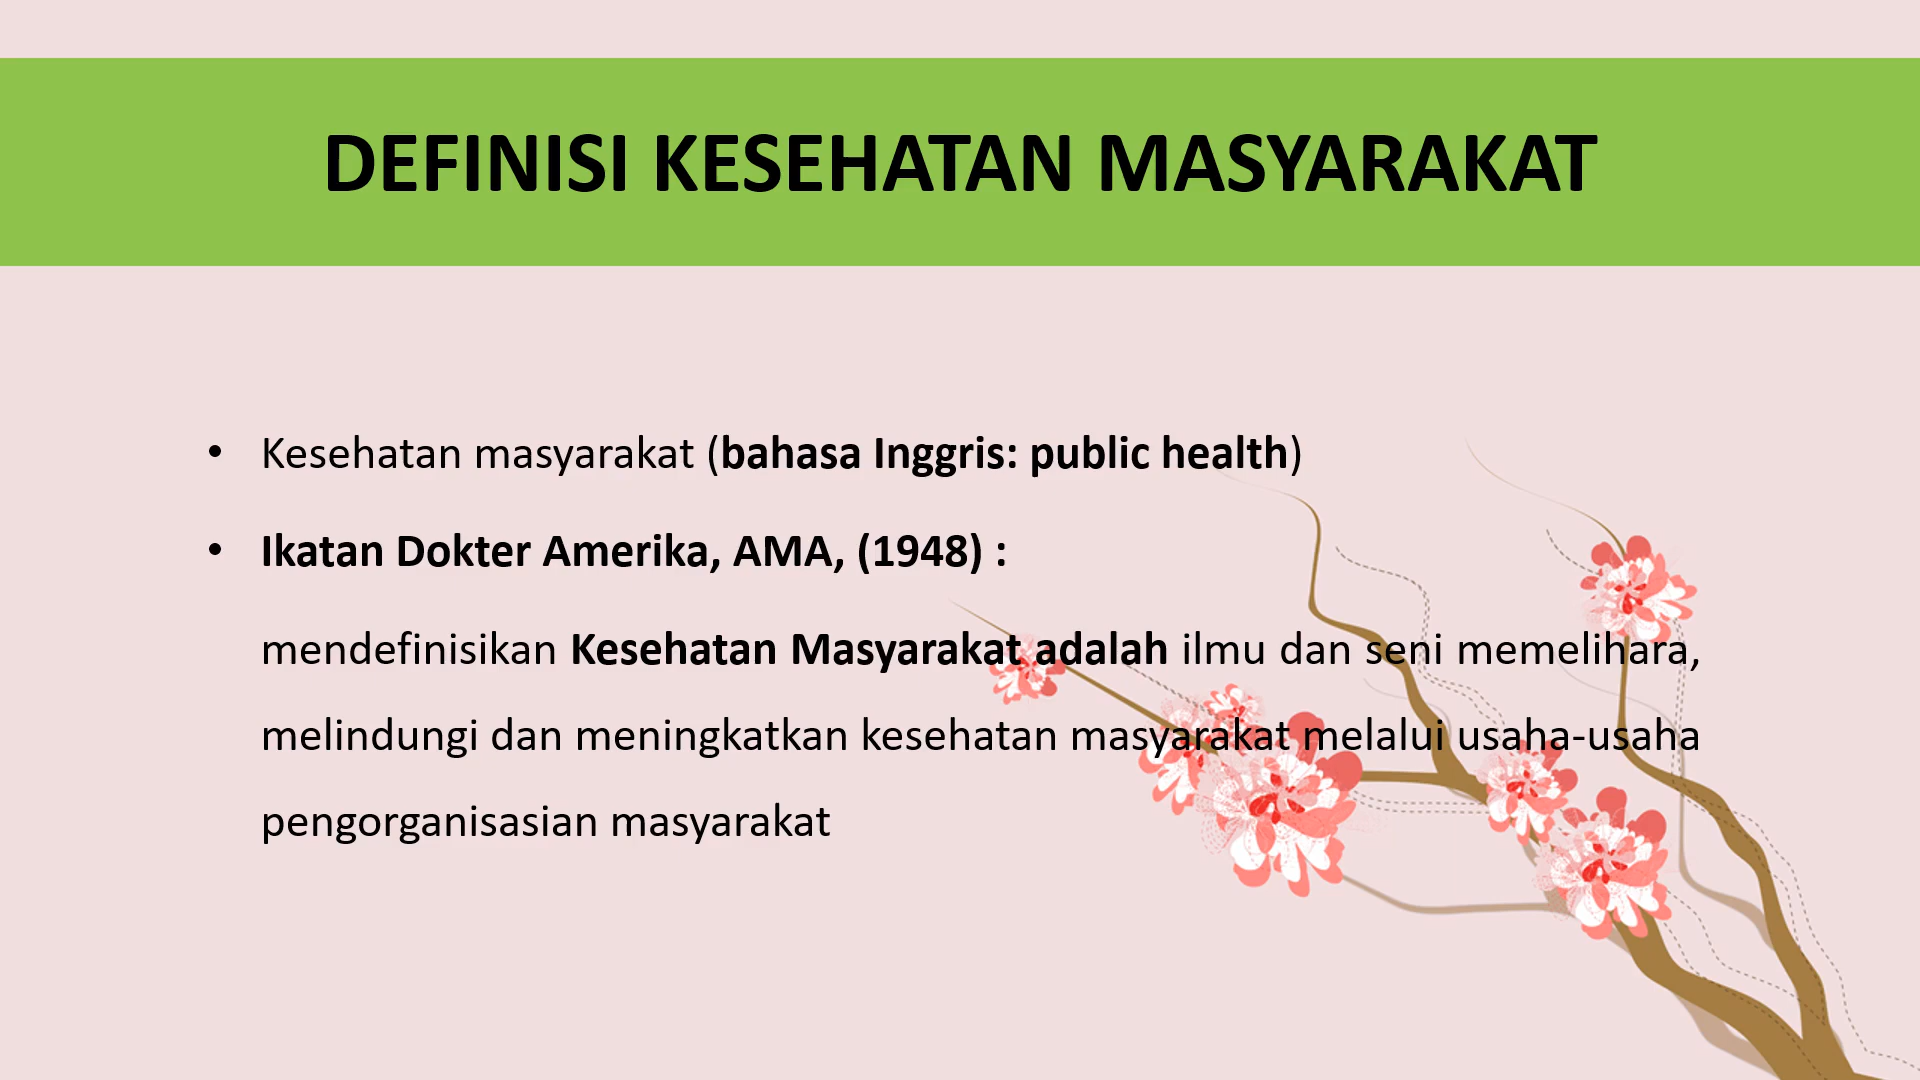 DEFINISI KESEHATAN MASYARAKAT
• Kesehatan masyarakat (bahasa Inggris: public health)
• Ikatan Dokter Amerika, AMA, (1948) :
mendefinisikan Kesehatan Masyarakat adalah ilmu dan seni memelihara,
melindungi dan meningkatkan kesehatan masyarakat melalui usaha-usaha
pengorganisasian masyarakat